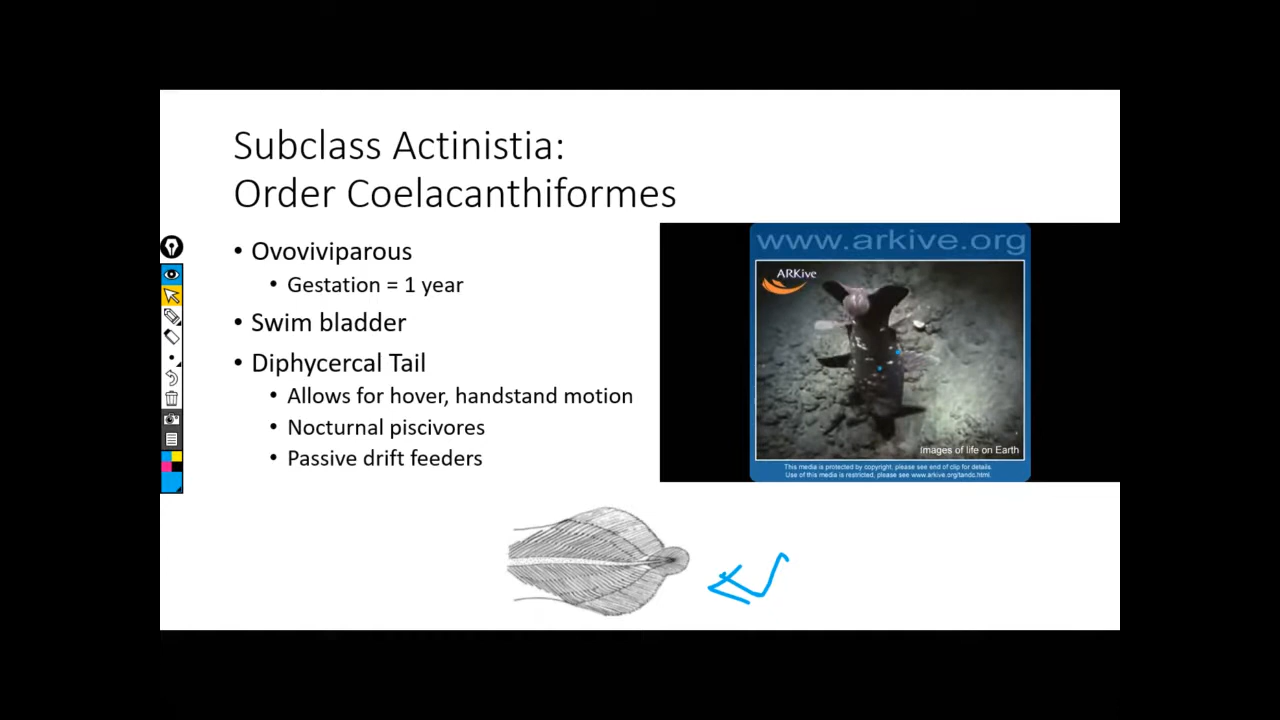 Subclass Actinistia:
Order Coelacanthiformes
• Ovoviviparous
• Gestation = 1 year
• Swim bladder
• Diphycercal Tail
• Allows for hover, handstand motion
• Nocturnal piscivores
• Passive drift feeders
www.arkive.org
ARKive
Images of life on Earth
This media is protected by copyright, please see end of clip for details.
Use of this media is restricted, please see www.arkive.org/tandc.html.